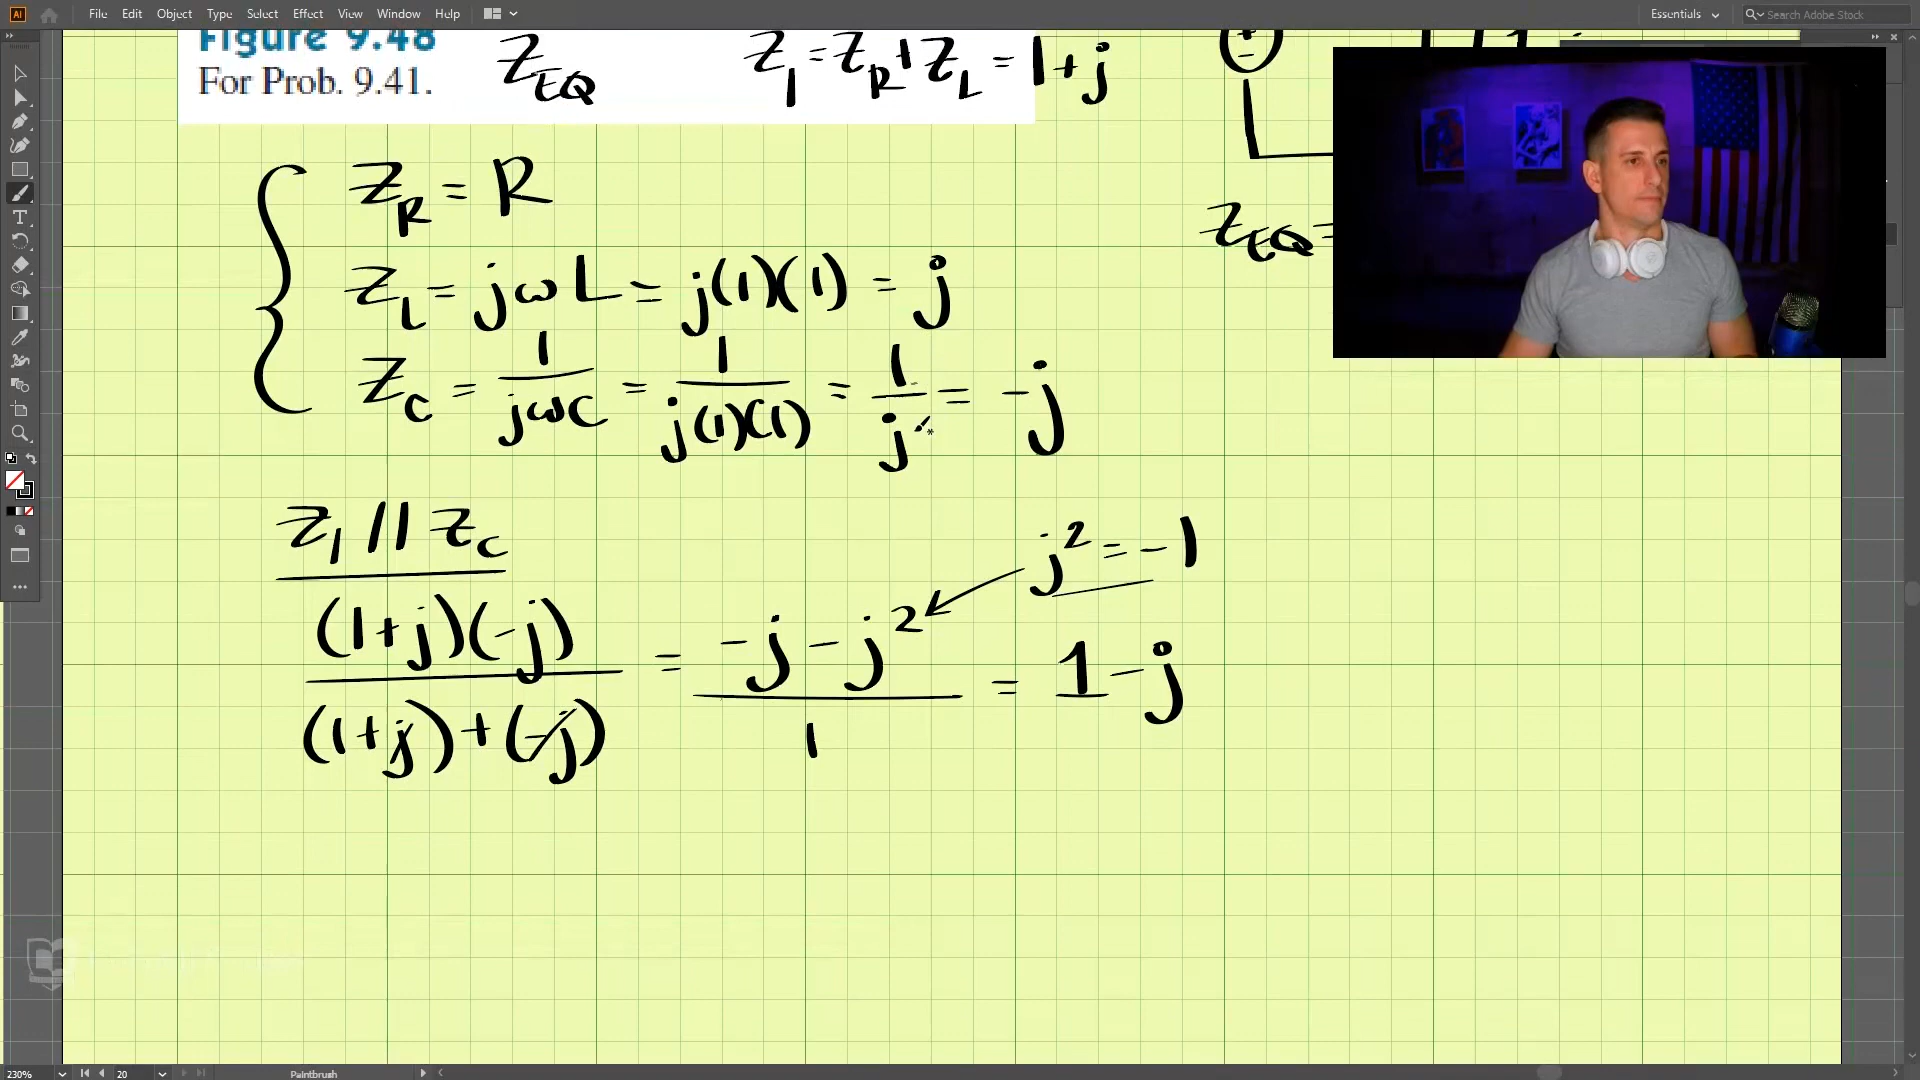 File Edit Object Type Select Effect View Window Help
Essentials
Search Adobe Stock
Figure 9.48
For Prob. 9.41.
Z_EQ
Z_1 = Z_R + Z_L = 1 + j
Z_R = R
Z_L = jωL = j(1)(1) = j
Z_C = 1/(jωC) = 1/(j(1)(1)) = 1/j = -j
Z_EQ =
Z_1 // Z_C
j² = -1
((1+j)(-j))/((1+j)+(-j)) = (-j - j²)/1 = 1 - j
230%
20
Paintbrush